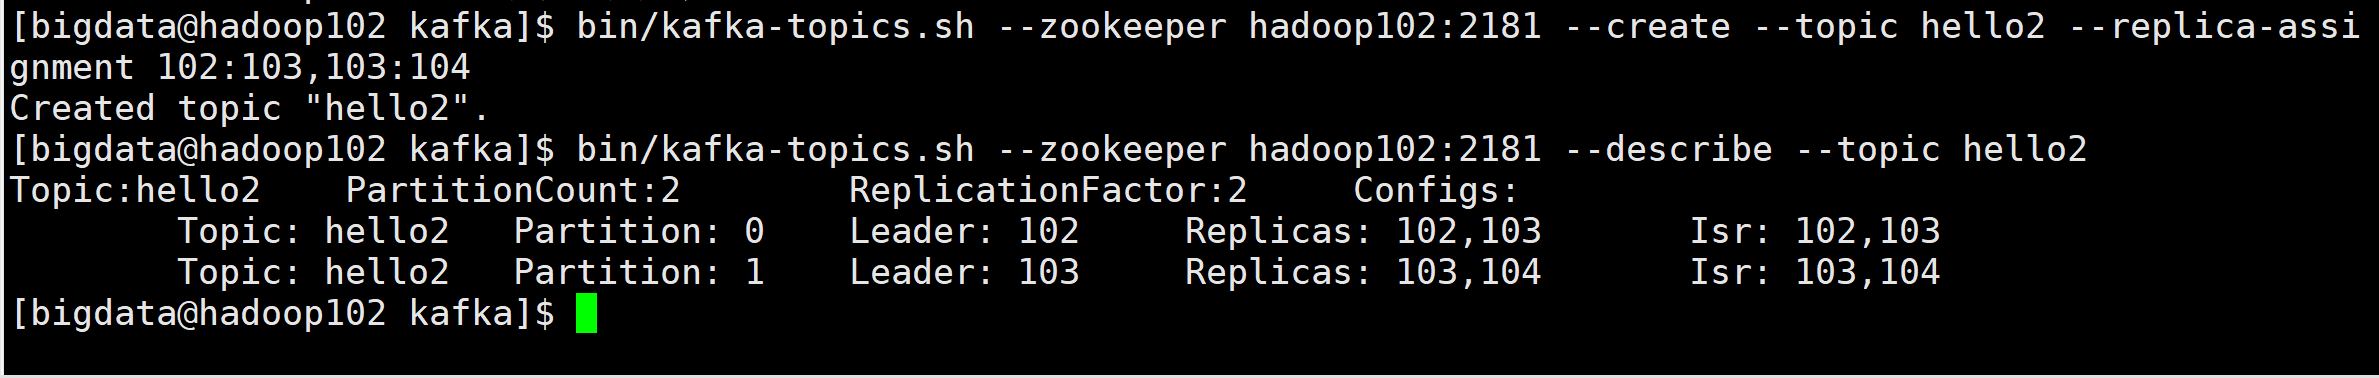 [bigdata@hadoop102 kafka]$ bin/kafka-topics.sh --zookeeper hadoop102:2181 --create --topic hello2 --replica-assi
gnment 102:103,103:104
Created topic "hello2".
[bigdata@hadoop102 kafka]$ bin/kafka-topics.sh --zookeeper hadoop102:2181 --describe --topic hello2
Topic:hello2    PartitionCount:2        ReplicationFactor:2     Configs:
        Topic: hello2   Partition: 0    Leader: 102     Replicas: 102,103       Isr: 102,103
        Topic: hello2   Partition: 1    Leader: 103     Replicas: 103,104       Isr: 103,104
[bigdata@hadoop102 kafka]$